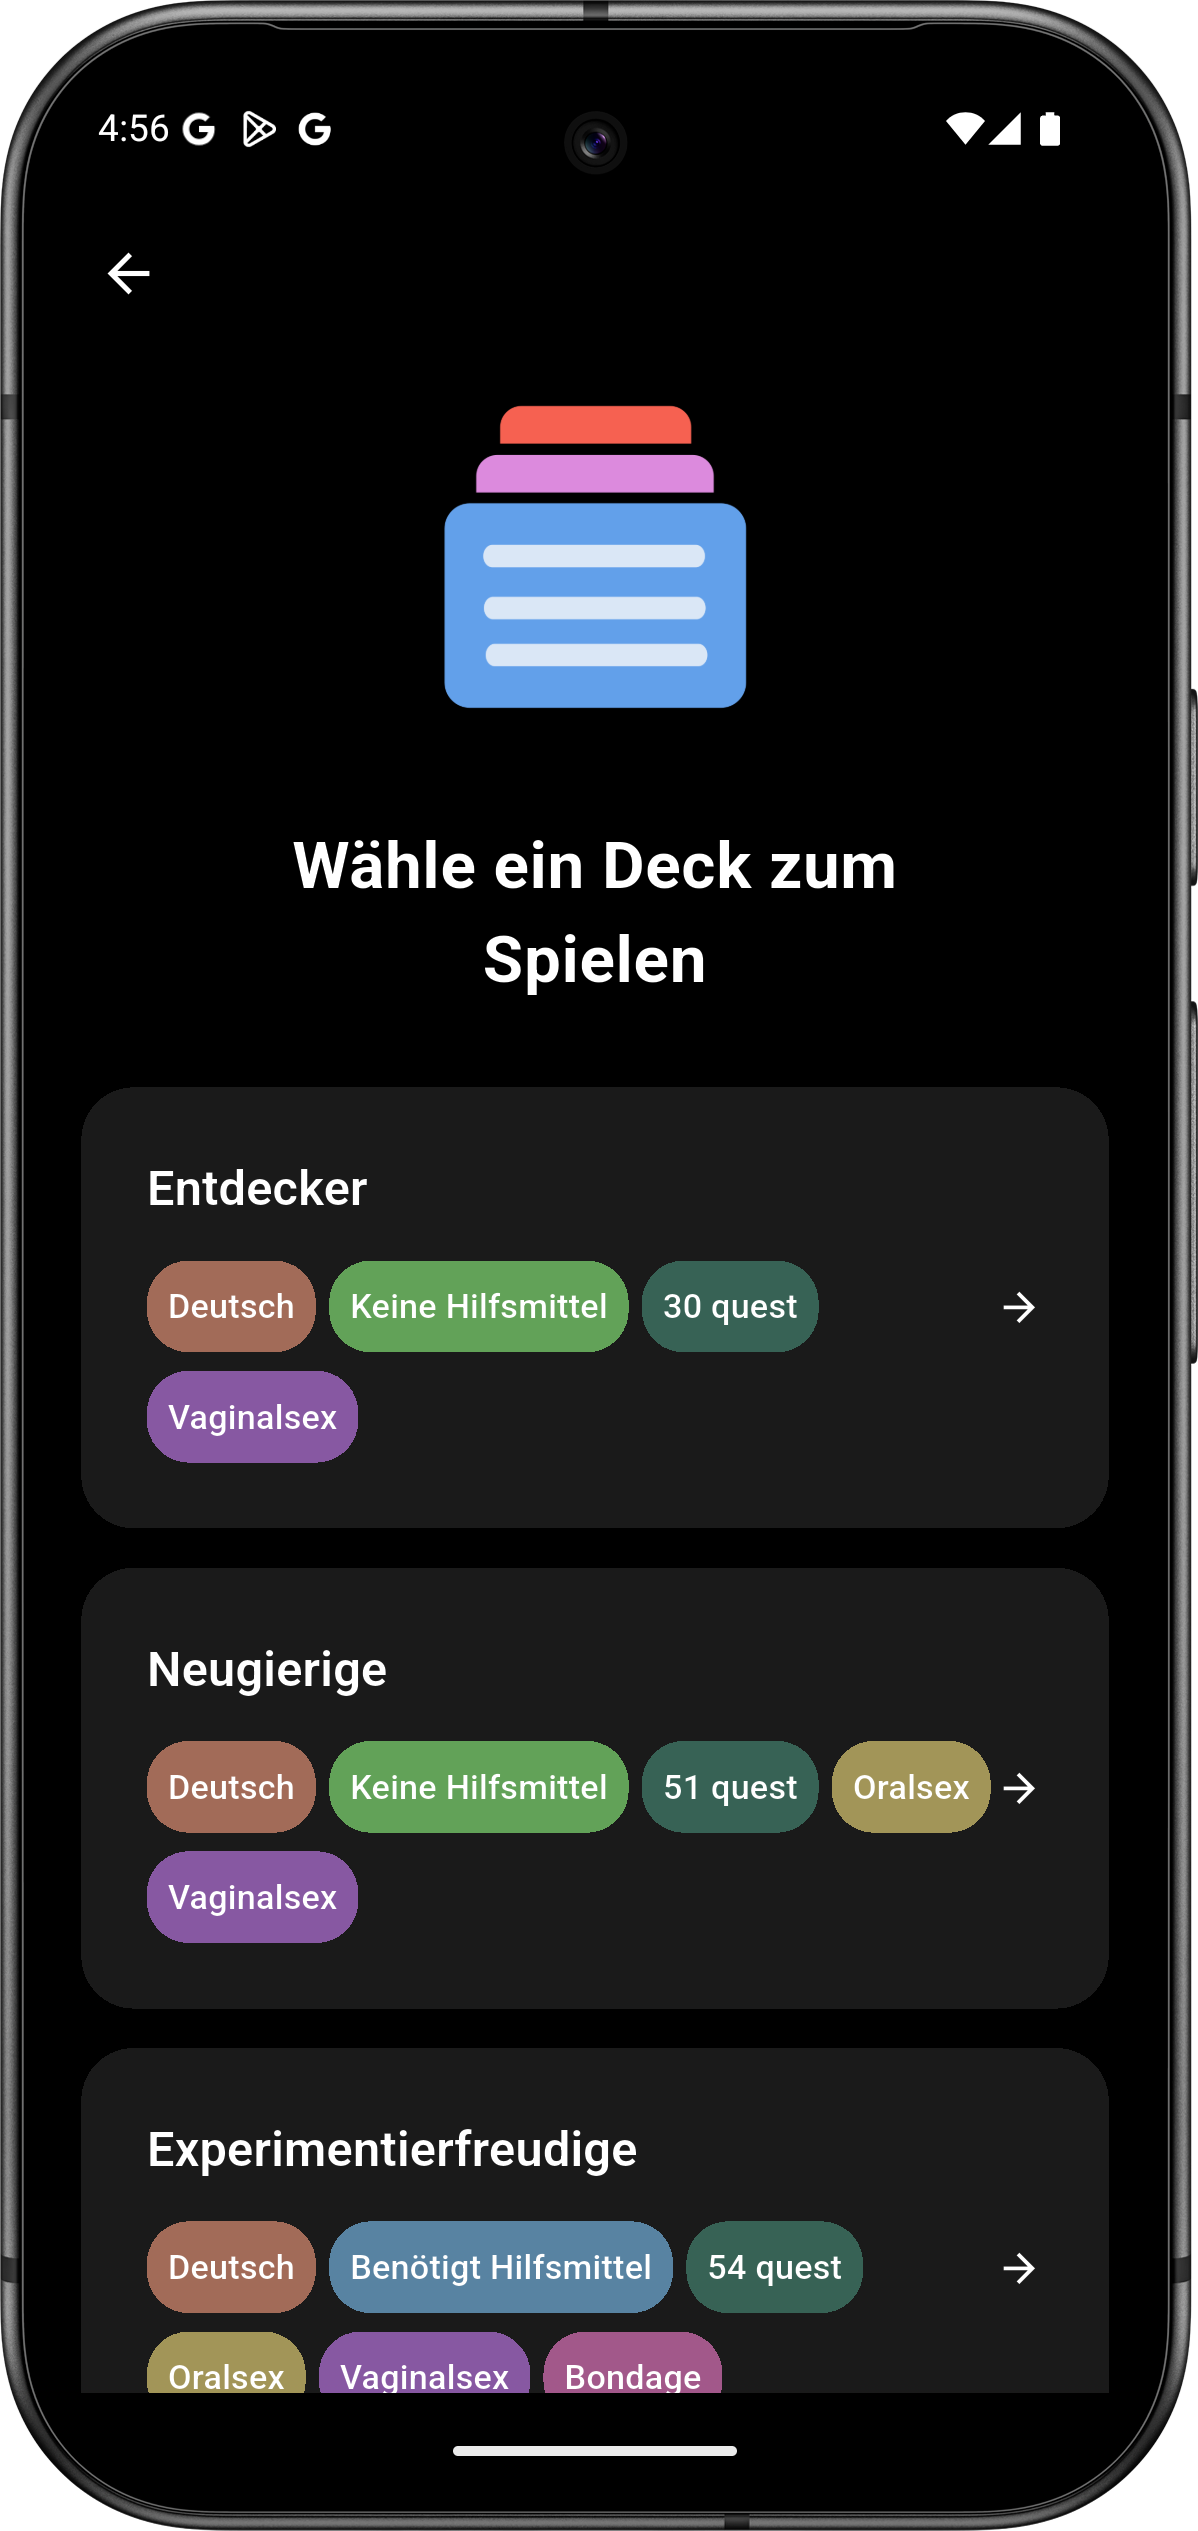 4:56
Wähle ein Deck zum
Spielen
Entdecker
Deutsch Keine Hilfsmittel 30 quest
Vaginalsex
Neugierige
Deutsch Keine Hilfsmittel 51 quest Oralsex
Vaginalsex
Experimentierfreudige
Deutsch Benötigt Hilfsmittel 54 quest
Oralsex Vaginalsex Bondage